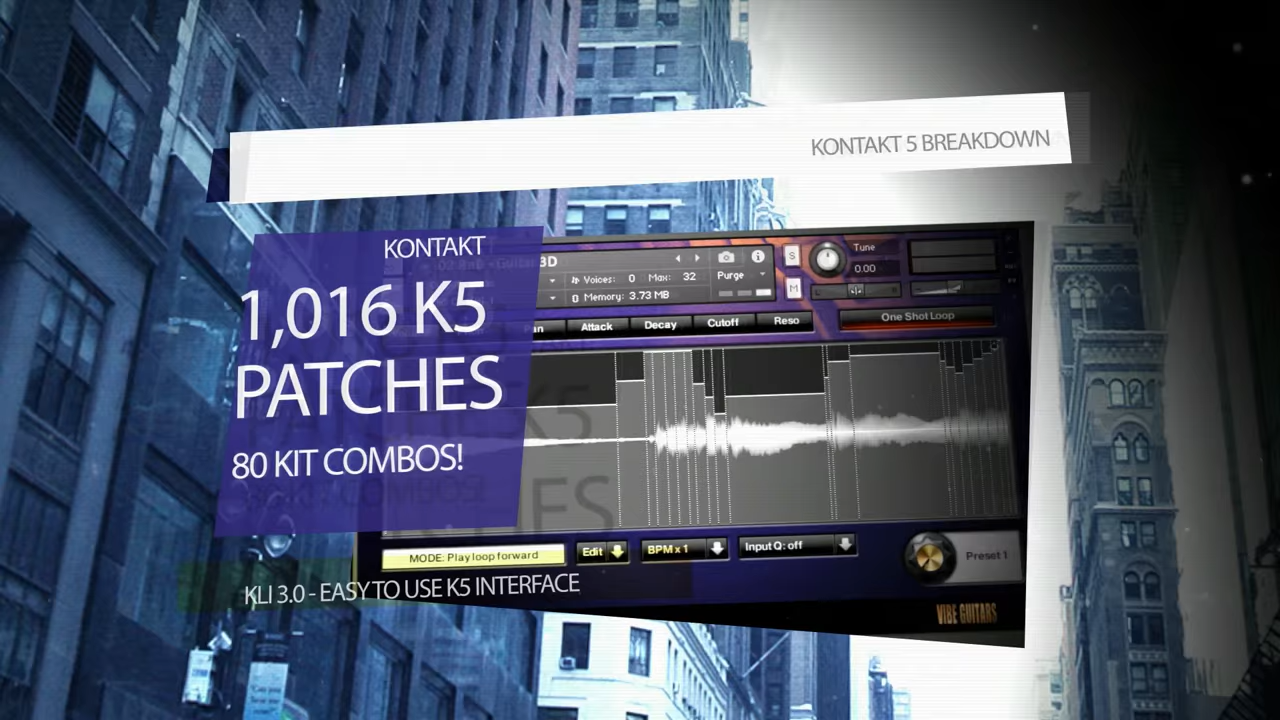 KONTAKT 5 BREAKDOWN
KONTAKT
1,016 K5
PATCHES
80 KIT COMBOS!
3D
Voices: 0 Max: 32
Purge
Memory: 3.73 MB
S
M
Tune
0.00
Attack Decay Cutoff Reso
One Shot Loop
MODE: Play loop forward
Edit
BPM x 1
Input Q: off
Preset 1
KLI 3.0 - EASY TO USE K5 INTERFACE
VIBE GUITARS